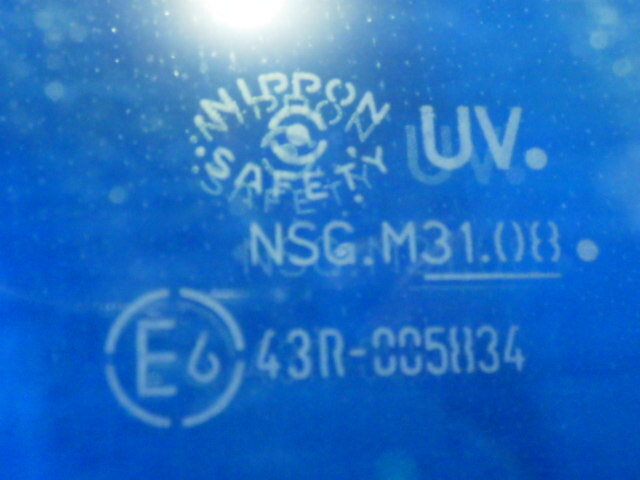 NIPPON
SAFETY
UV.
NSG.M31.08
E6
43R-005834